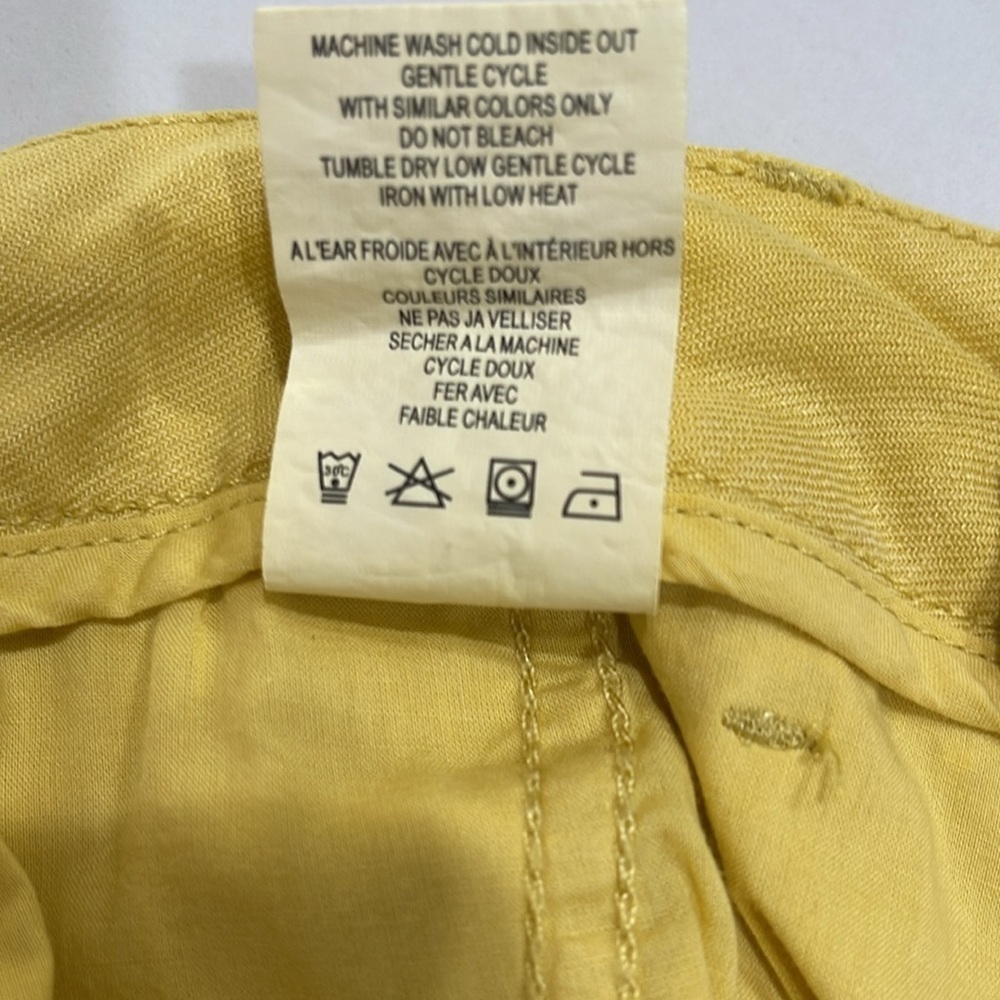 MACHINE WASH COLD INSIDE OUT
GENTLE CYCLE
WITH SIMILAR COLORS ONLY
DO NOT BLEACH
TUMBLE DRY LOW GENTLE CYCLE
IRON WITH LOW HEAT
A L'EAR FROIDE AVEC À L'INTÉRIEUR HORS
CYCLE DOUX
COULEURS SIMILAIRES
NE PAS JA VELLISER
SECHER A LA MACHINE
CYCLE DOUX
FER AVEC
FAIBLE CHALEUR
30°C